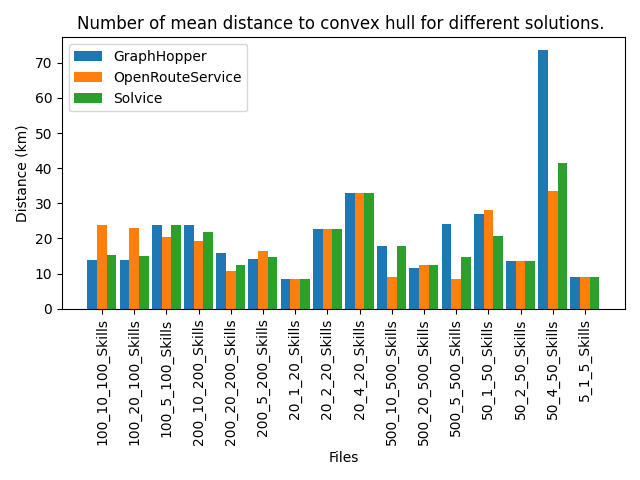 Number of mean distance to convex hull for different solutions.
GraphHopper
OpenRouteService
Solvice
Distance (km)
70
60
50
40
30
20
10
0
100_10_100_Skills
100_20_100_Skills
100_5_100_Skills
200_10_200_Skills
200_20_200_Skills
200_5_200_Skills
20_1_20_Skills
20_2_20_Skills
20_4_20_Skills
500_10_500_Skills
500_20_500_Skills
500_5_500_Skills
50_1_50_Skills
50_2_50_Skills
50_4_50_Skills
5_1_5_Skills
Files